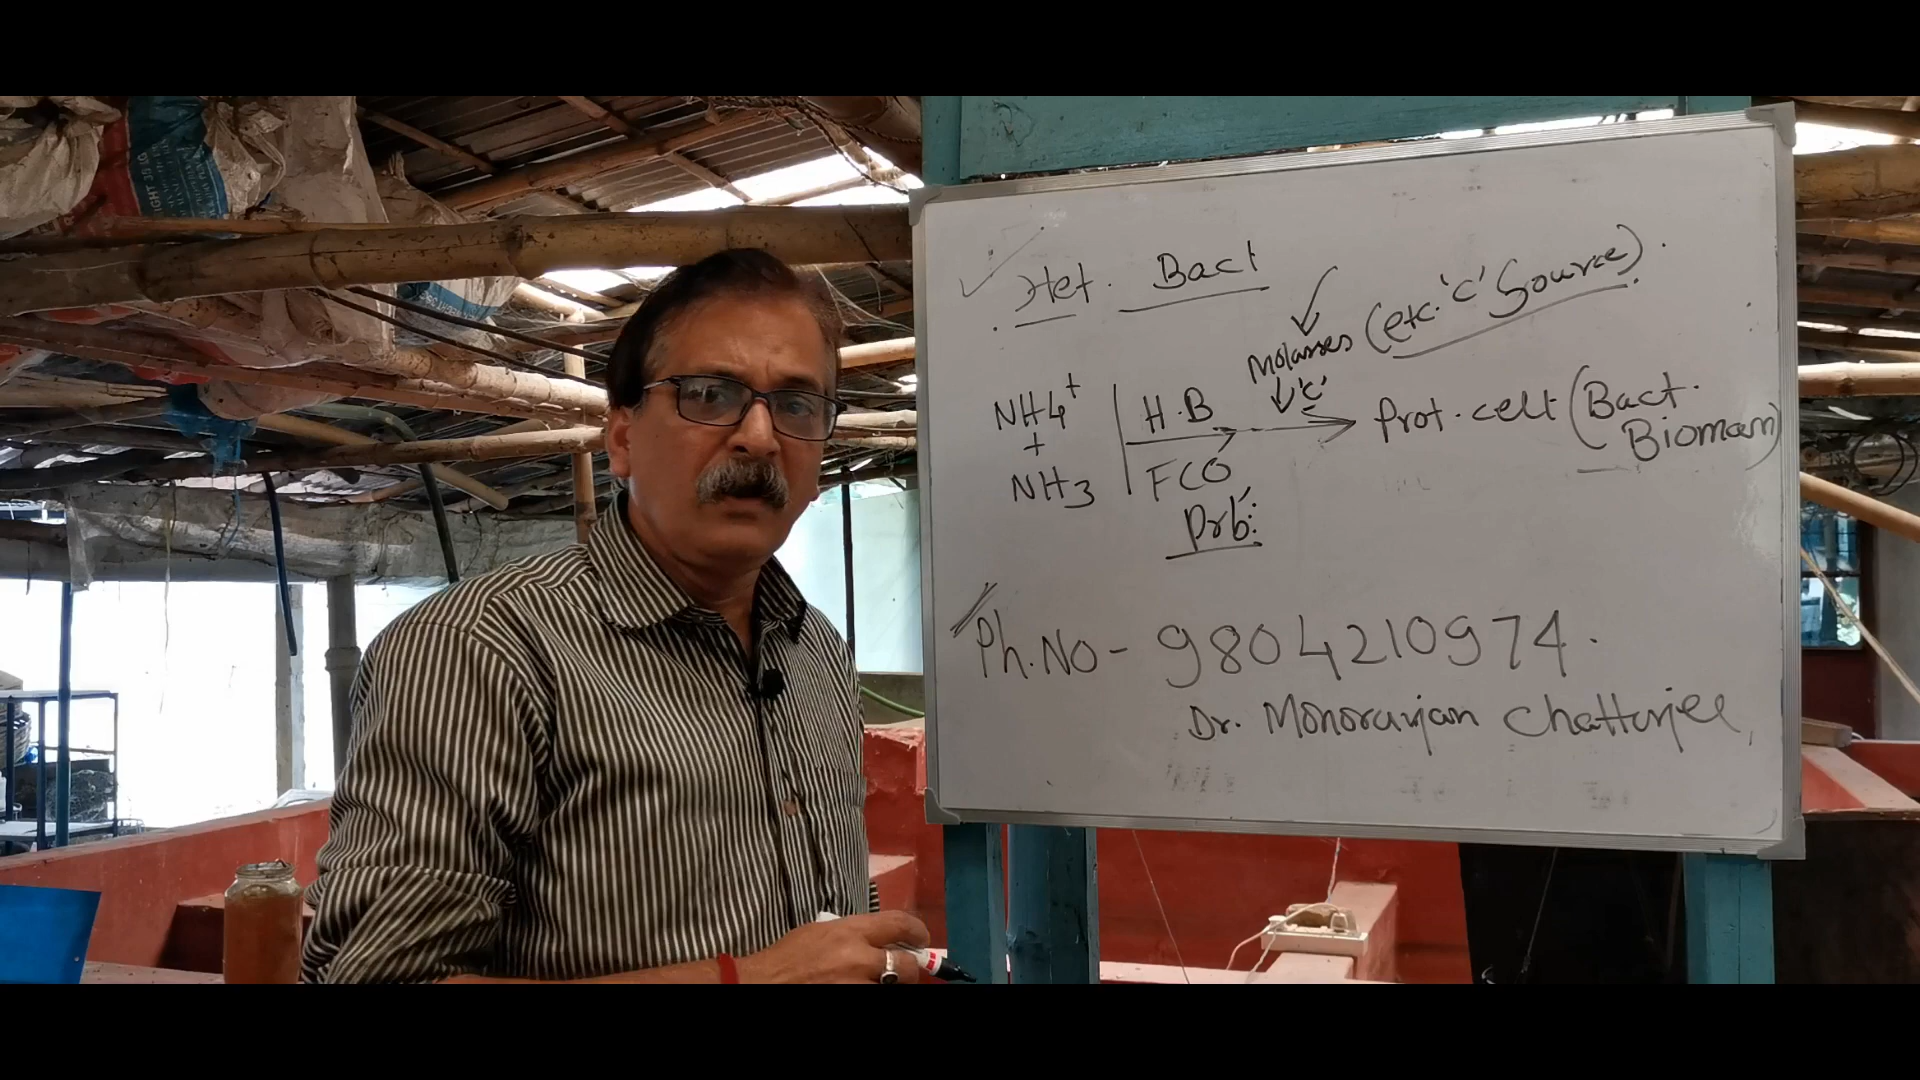 Het. Bact
Molasses (etc. 'C' Source).
'C'
NH4+ + NH3
H.B.
FCO
Prb:
Prot. cell (Bact. Biomass)
Ph.No- 9804210974.
Dr. Monoranjan Chatterjee